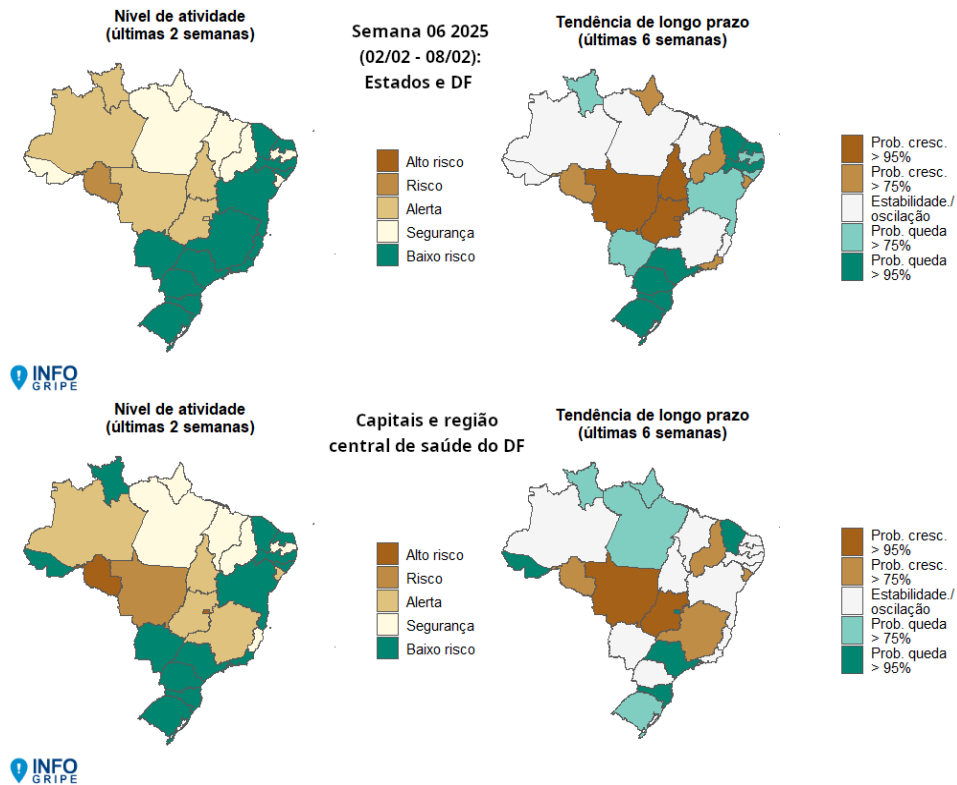 Nível de atividade
(últimas 2 semanas)
Semana 06 2025
(02/02 - 08/02):
Estados e DF
Tendência de longo prazo
(últimas 6 semanas)
Alto risco
Risco
Alerta
Segurança
Baixo risco
Prob. cresc.
> 95%
Prob. cresc.
> 75%
Estabilidade./
oscilação
Prob. queda
> 75%
Prob. queda
> 95%
INFO
GRIPE
Nível de atividade
(últimas 2 semanas)
Capitais e região
central de saúde do DF
Tendência de longo prazo
(últimas 6 semanas)
Alto risco
Risco
Alerta
Segurança
Baixo risco
Prob. cresc.
> 95%
Prob. cresc.
> 75%
Estabilidade./
oscilação
Prob. queda
> 75%
Prob. queda
> 95%
INFO
GRIPE